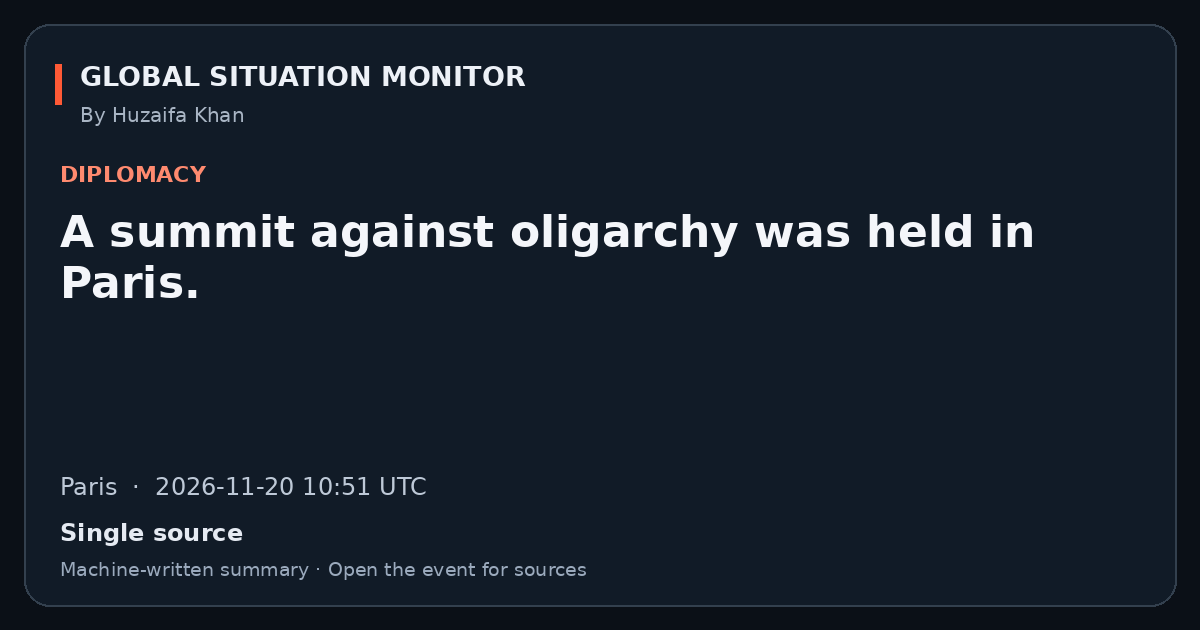 GLOBAL SITUATION MONITOR
By Huzaifa Khan
DIPLOMACY
A summit against oligarchy was held in
Paris.
Paris · 2026-11-20 10:51 UTC
Single source
Machine-written summary · Open the event for sources